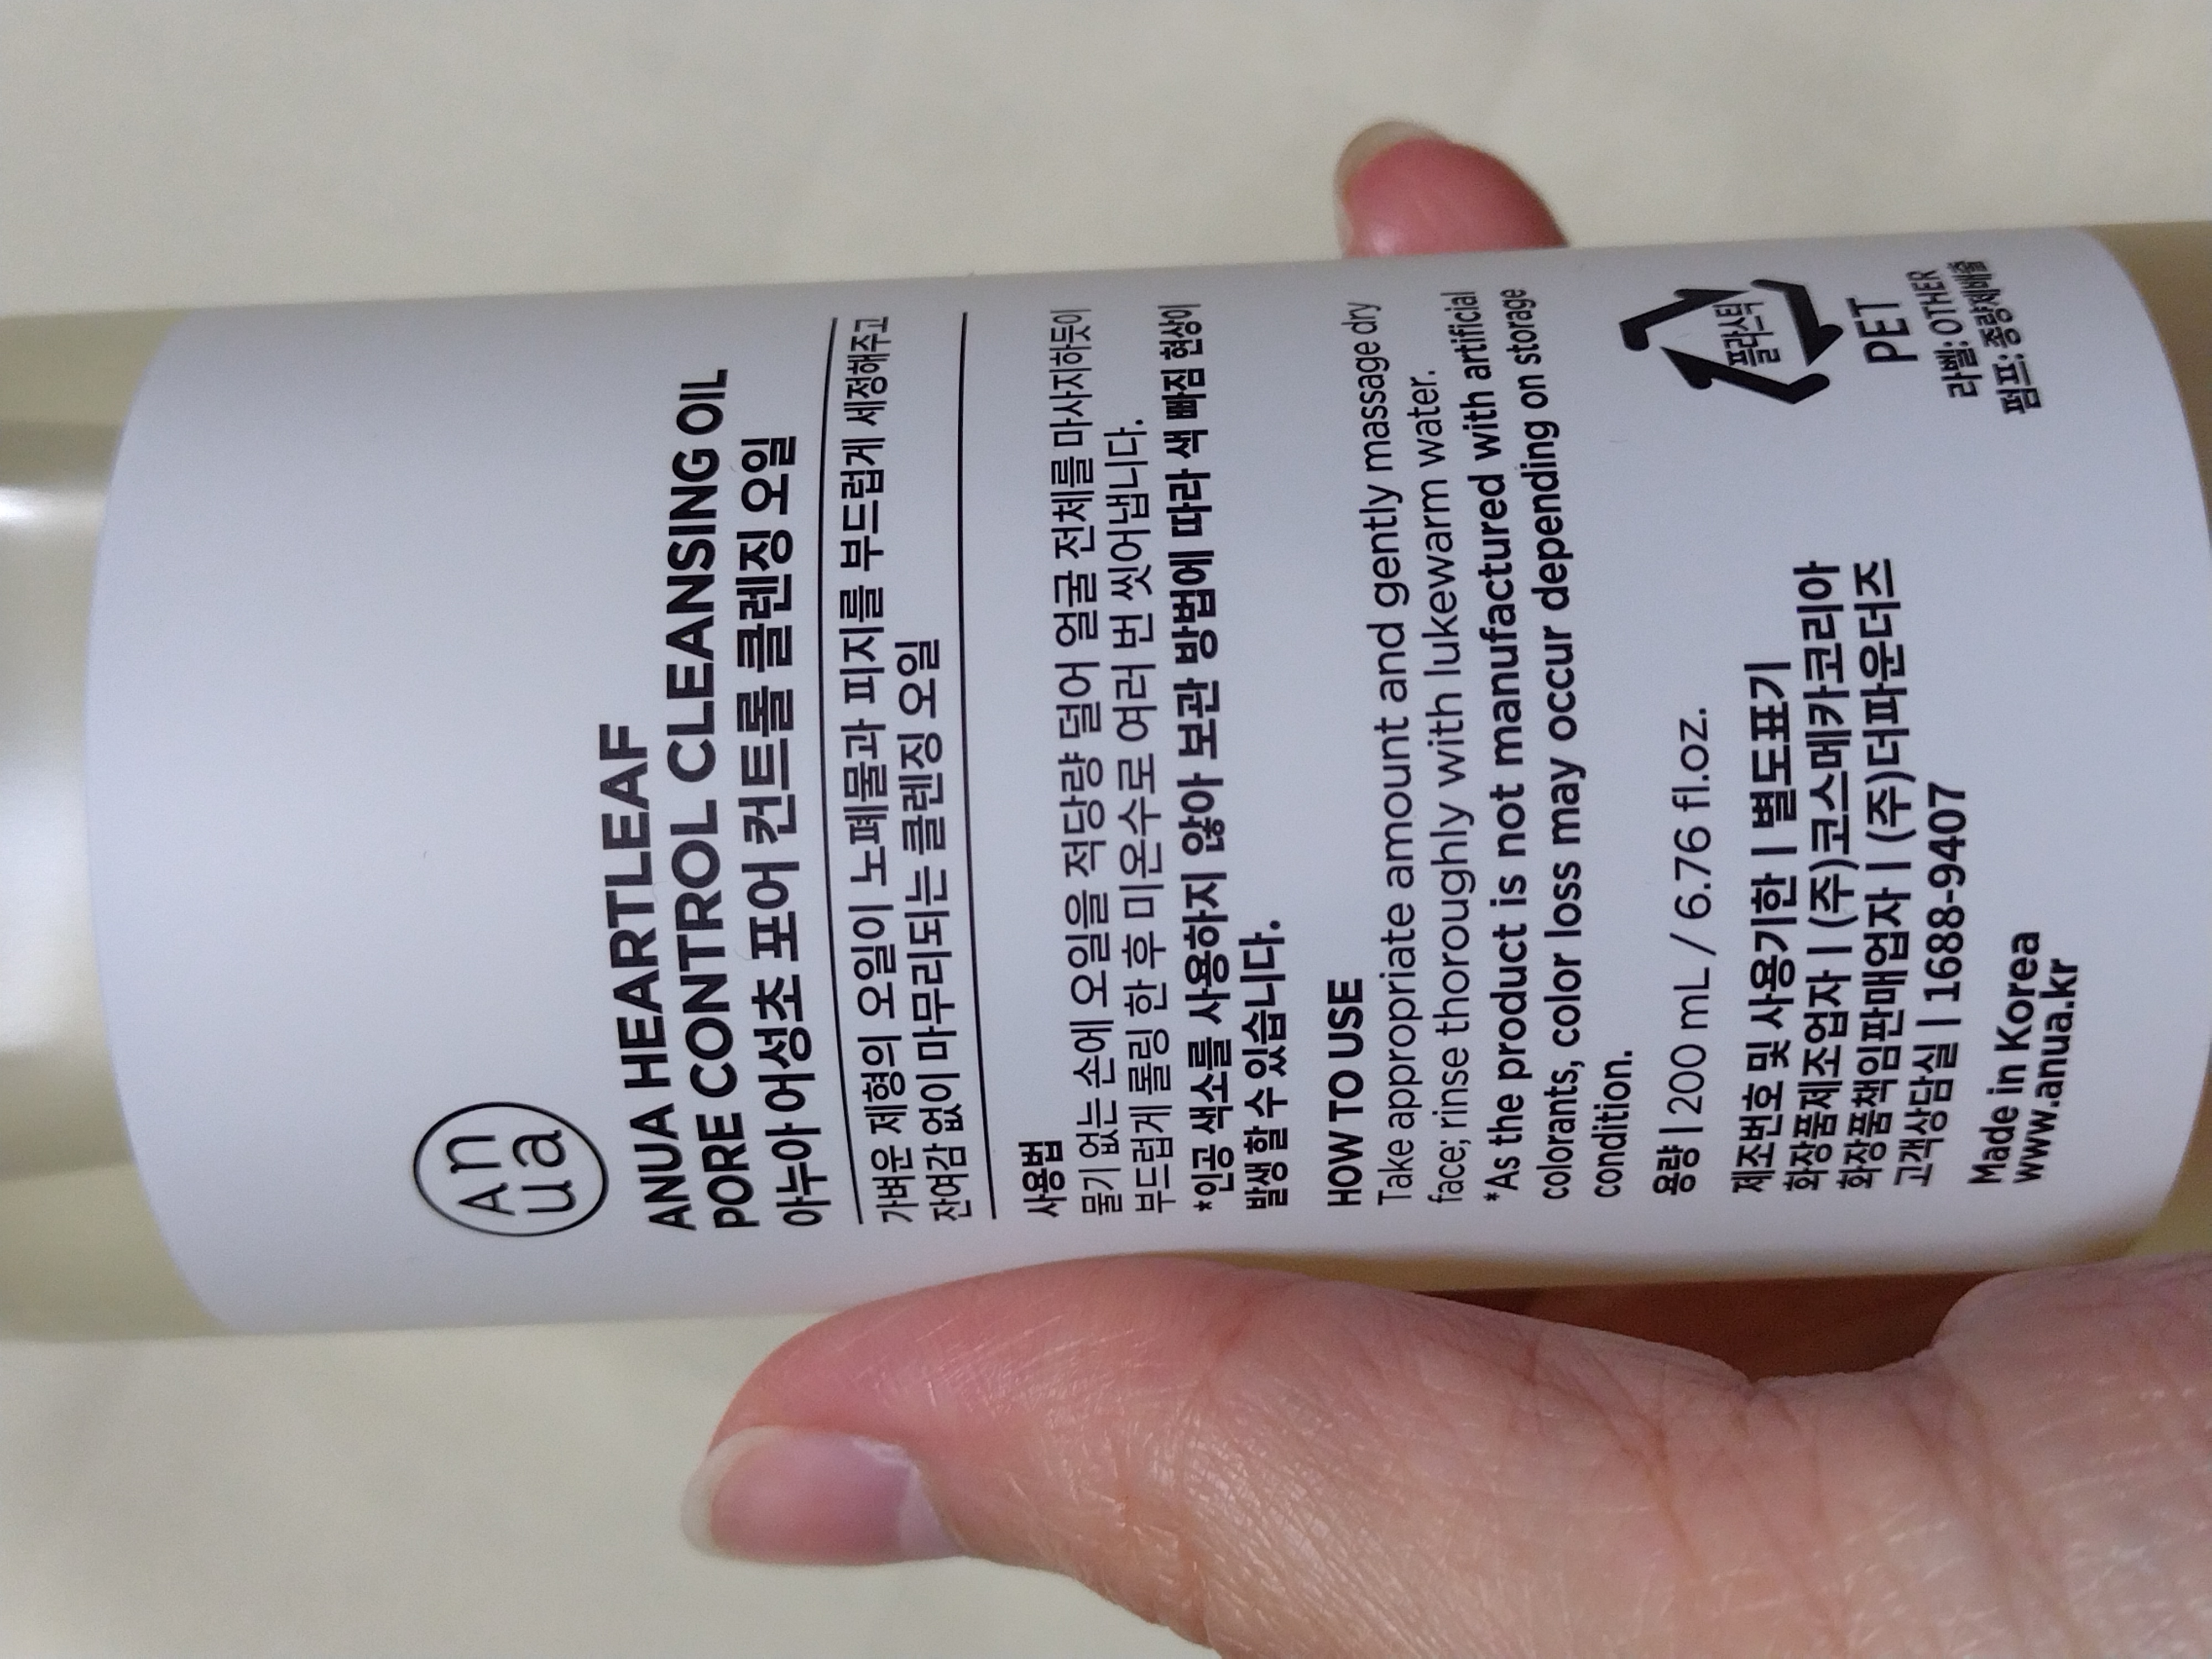 An
ua
ANUA HEARTLEAF
PORE CONTROL CLEANSING OIL
아누아 어성초 포어 컨트롤 클렌징 오일
가벼운 제형의 오일이 노폐물과 피지를 부드럽게 세정해주고
잔여감 없이 마무리되는 클렌징 오일
사용법
물기 없는 손에 오일을 적당량 덜어 얼굴 전체를 마사지하듯이
부드럽게 롤링 한 후 미온수로 여러 번 씻어냅니다.
*인공 색소를 사용하지 않아 보관 방법에 따라 색 빠짐 현상이
발생 할 수 있습니다.
HOW TO USE
Take appropriate amount and gently massage dry
face; rinse thoroughly with lukewarm water.
*As the product is not manufactured with artificial
colorants, color loss may occur depending on storage
condition.
용량 | 200 mL / 6.76 fl.oz.
제조번호 및 사용기한 | 별도표기
화장품제조업자 | (주)코스메카코리아
화장품책임판매업자 | (주)더파운더즈
고객상담실 | 1688-9407
Made in Korea
www.anua.kr
플라스틱
PET
라벨: OTHER
펌프: 종량제배출